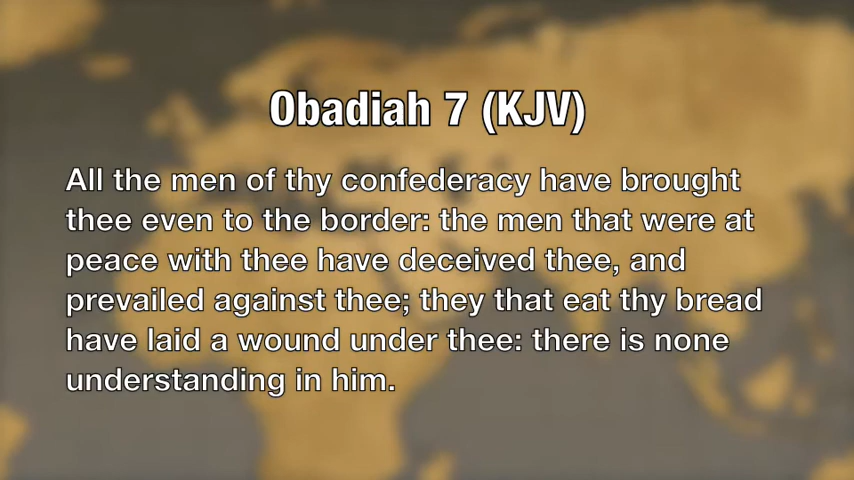 Obadiah 7 (KJV)
All the men of thy confederacy have brought
thee even to the border: the men that were at
peace with thee have deceived thee, and
prevailed against thee; they that eat thy bread
have laid a wound under thee: there is none
understanding in him.